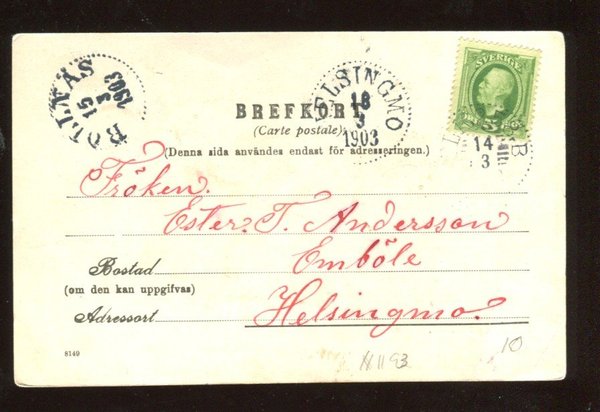 BOLLNÄS
15
3
1903
HELSINGMO
18
3
1903
SVERIGE
14
3
BREFKORT
(Carte postale)
(Denna sida användes endast för adresseringen.)
Fröken.
Ester. T. Andersson
Emböle
Bostad
(om den kan uppgifvas)
Adressort
Helsingmo.
8149
10